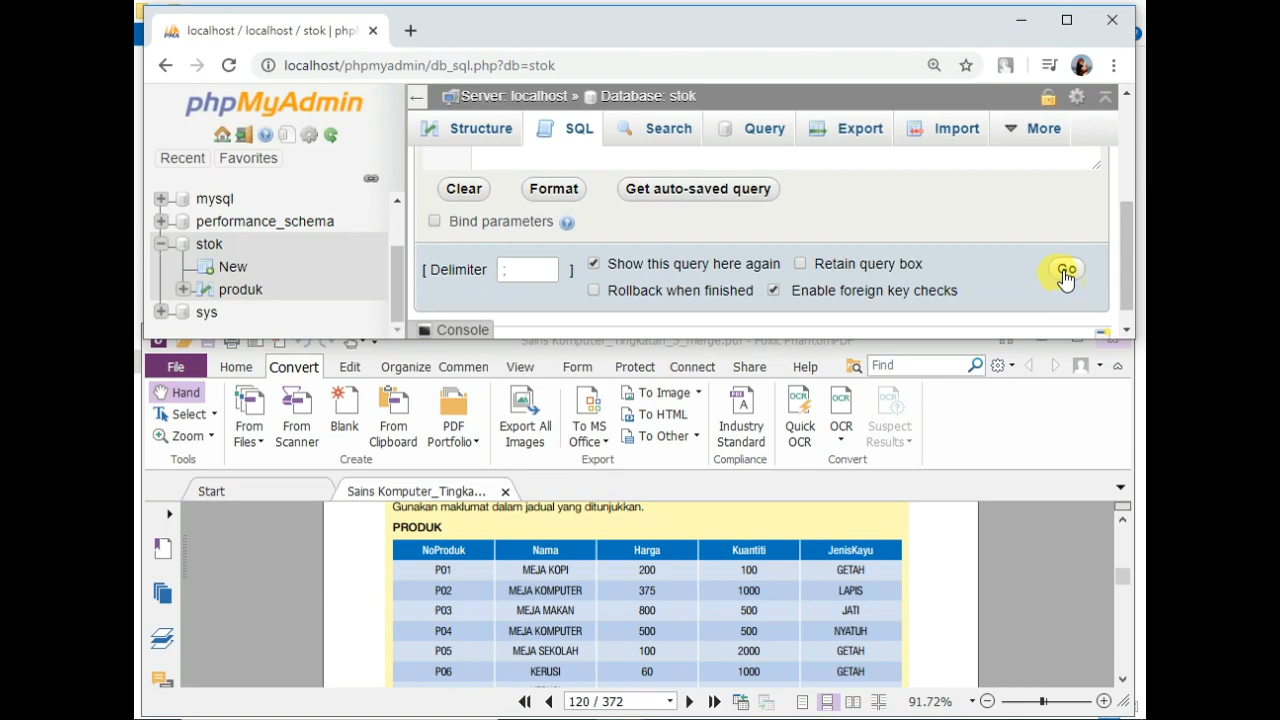 localhost / localhost / stok | php
localhost/phpmyadmin/db_sql.php?db=stok
phpMyAdmin
Server: localhost » Database: stok
Structure SQL Search Query Export Import More
Recent Favorites
mysql
performance_schema
stok
New
produk
sys
Clear Format Get auto-saved query
Bind parameters
[ Delimiter ; ] Show this query here again Retain query box Go
Rollback when finished Enable foreign key checks
Console
Sains Komputer_Tingkatan_5_merge.pdf - Foxit PhantomPDF
File Home Convert Edit Organize Commen View Form Protect Connect Share Help Find
Hand
Select
Zoom
Tools
From Files
From Scanner
Blank
From Clipboard
PDF Portfolio
Create
Export All Images
To MS Office
To Image
To HTML
To Other
Export
Industry Standard
Compliance
Quick OCR
OCR
Suspect Results
Convert
Start Sains Komputer_Tingka...
Gunakan maklumat dalam jadual yang ditunjukkan.
PRODUK
NoProduk Nama Harga Kuantiti JenisKayu
P01 MEJA KOPI 200 100 GETAH
P02 MEJA KOMPUTER 375 1000 LAPIS
P03 MEJA MAKAN 800 500 JATI
P04 MEJA KOMPUTER 500 500 NYATUH
P05 MEJA SEKOLAH 100 2000 GETAH
P06 KERUSI 60 1000 GETAH
120 / 372
91.72%